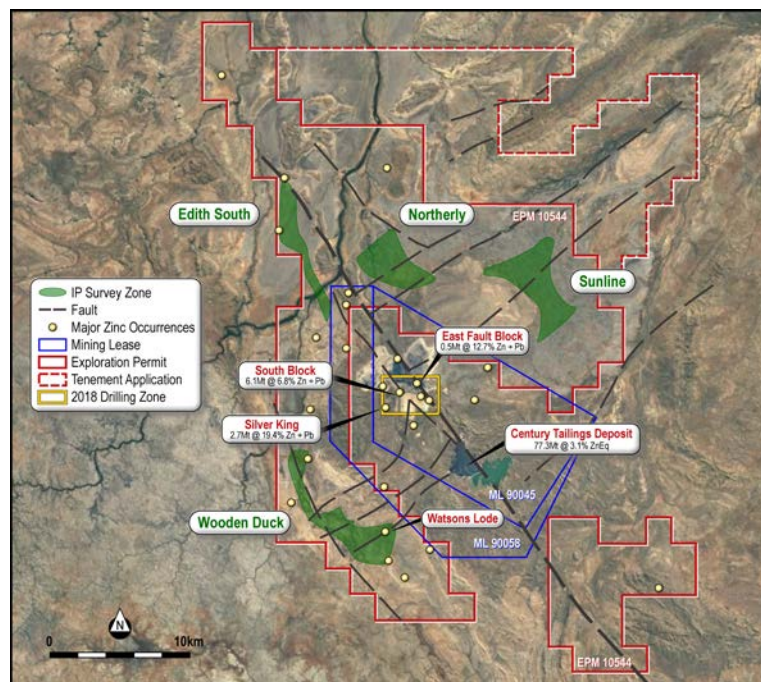 Edith South
Northerly
EPM 10544
Sunline
IP Survey Zone
Fault
Major Zinc Occurrences
Mining Lease
Exploration Permit
Tenement Application
2018 Drilling Zone
East Fault Block
0.5Mt @ 12.7% Zn + Pb
South Block
6.1Mt @ 6.8% Zn + Pb
Silver King
2.7Mt @ 19.4% Zn + Pb
Century Tailings Deposit
77.3Mt @ 3.1% ZnEq
ML 90045
Wooden Duck
Watsons Lode
ML 90058
N
0 10km
EPM 10544